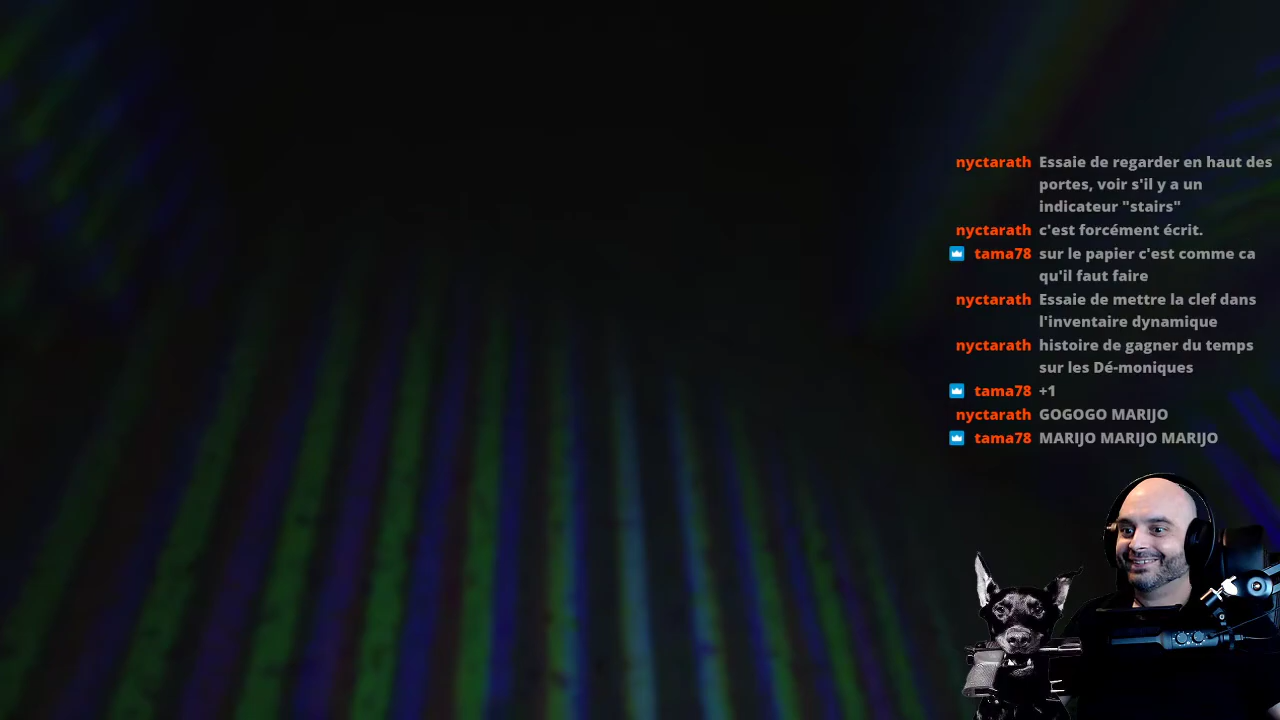 nyctarath Essaie de regarder en haut des
portes, voir s'il y a un
indicateur "stairs"
nyctarath c'est forcément écrit.
tama78 sur le papier c'est comme ca
qu'il faut faire
nyctarath Essaie de mettre la clef dans
l'inventaire dynamique
nyctarath histoire de gagner du temps
sur les Dé-moniques
tama78 +1
nyctarath GOGOGO MARIJO
tama78 MARIJO MARIJO MARIJO